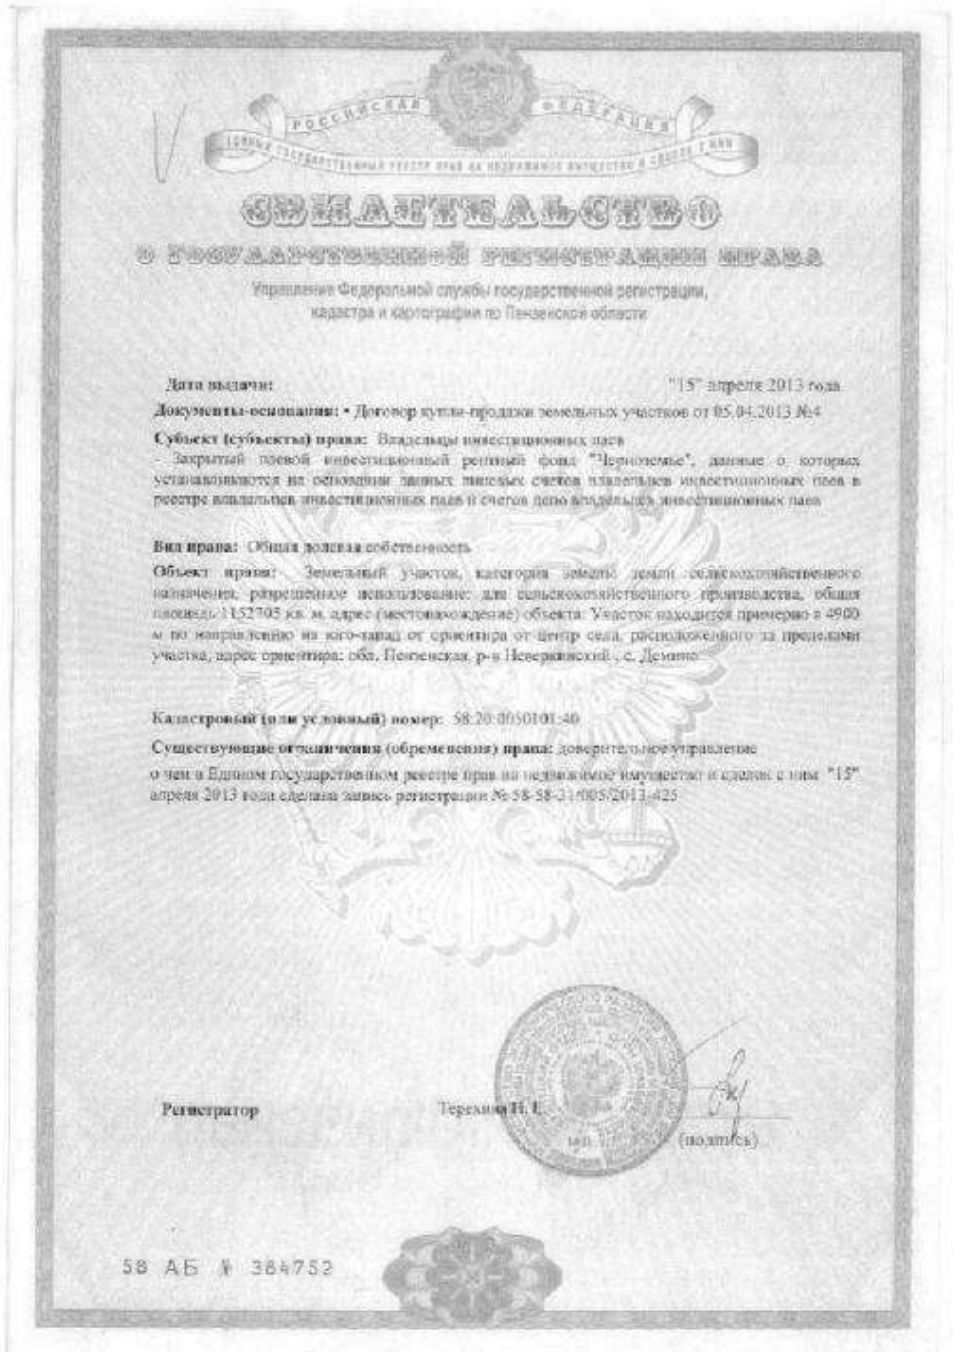 РОССИЙСКАЯ ФЕДЕРАЦИЯ
ЕДИНЫЙ ГОСУДАРСТВЕННЫЙ РЕЕСТР ПРАВ НА НЕДВИЖИМОЕ ИМУЩЕСТВО И СДЕЛОК С НИМ
СВИДЕТЕЛЬСТВО
О ГОСУДАРСТВЕННОЙ РЕГИСТРАЦИИ ПРАВА
Управление Федеральной службы государственной регистрации,
кадастра и картографии по Пензенской области
Дата выдачи: "15" апреля 2013 года
Документы-основания: • Договор купли-продажи земельных участков от 05.04.2013 №4
Субъект (субъекты) права: Владельцы инвестиционных паев
- Закрытый паевой инвестиционный рентный фонд "Черноземье", данные о которых
устанавливаются на основании данных лицевых счетов владельцев инвестиционных паев в
реестре владельцев инвестиционных паев и счетов депо владельцев инвестиционных паев
Вид права: Общая долевая собственность
Объект права: Земельный участок, категория земель: земли сельскохозяйственного
назначения, разрешенное использование: для сельскохозяйственного производства, общая
площадь 1152705 кв. м, адрес (местонахождение) объекта: Участок находится примерно в 4900
м по направлению на юго-запад от ориентира от центр села, расположенного за пределами
участка, адрес ориентира: обл. Пензенская, р-н Неверкинский , с. Демино
Кадастровый (или условный) номер: 58:20:0050101:40
Существующие ограничения (обременения) права: доверительное управление
о чем в Едином государственном реестре прав на недвижимое имущество и сделок с ним "15"
апреля 2013 года сделана запись регистрации № 58-58-31/005/2013-425
Регистратор Терехина Н.
(подпись)
58 АБ № 384752